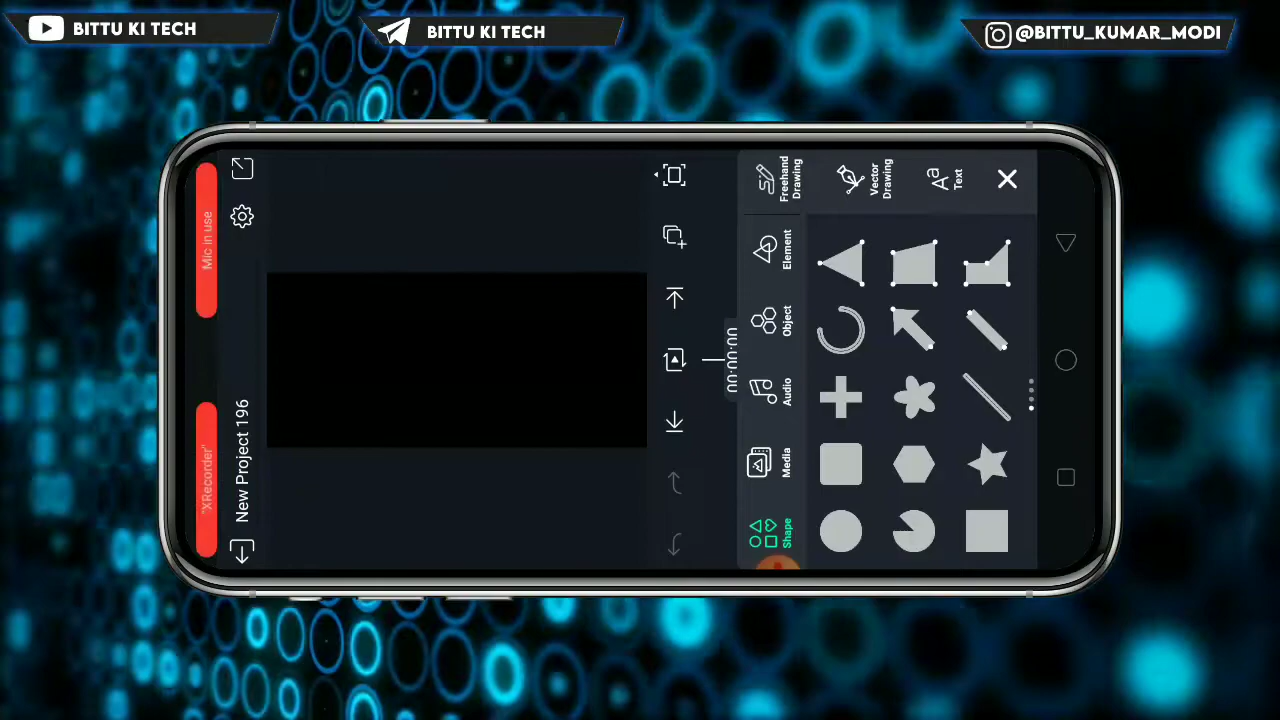 BITTU KI TECH
BITTU KI TECH
@BITTU_KUMAR_MODI
"XRecorder"
Mic in use
New Project 196
00:00:00
Shape
Media
Audio
Object
Element
Freehand
Drawing
Vector
Drawing
Aa
Text